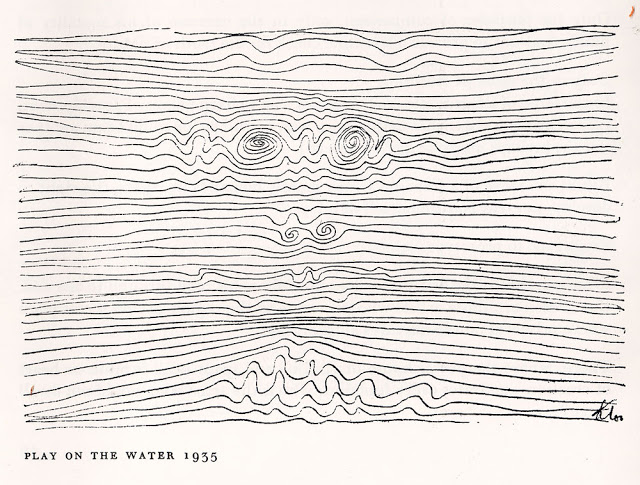 Klee
PLAY ON THE WATER 1935